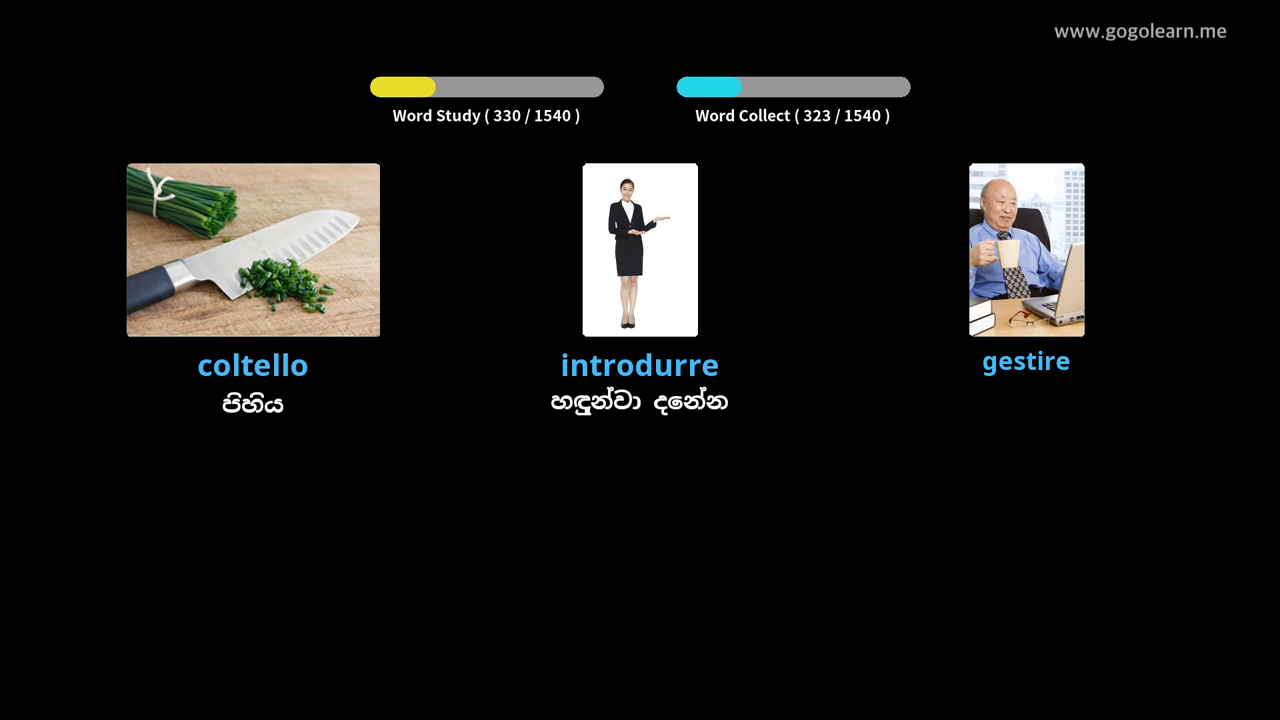 www.gogolearn.me
Word Study ( 330 / 1540 )
Word Collect ( 323 / 1540 )
coltello
introdurre
gestire
පිහිය
හඳුන්වා දෙන්න